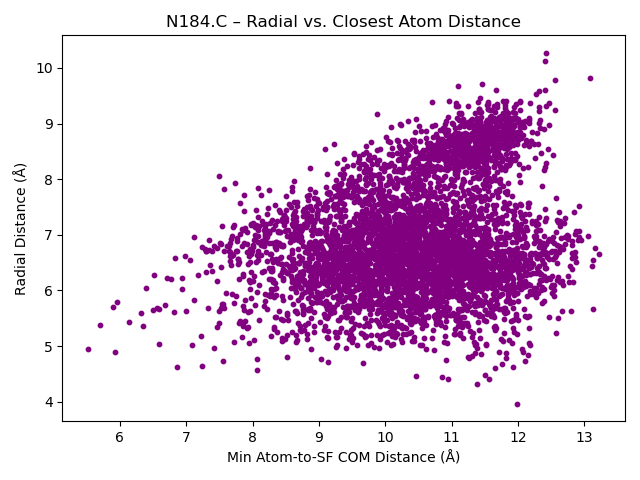 N184.C – Radial vs. Closest Atom Distance
Radial Distance (Å)
10
9
8
7
6
5
4
6 7 8 9 10 11 12 13
Min Atom-to-SF COM Distance (Å)